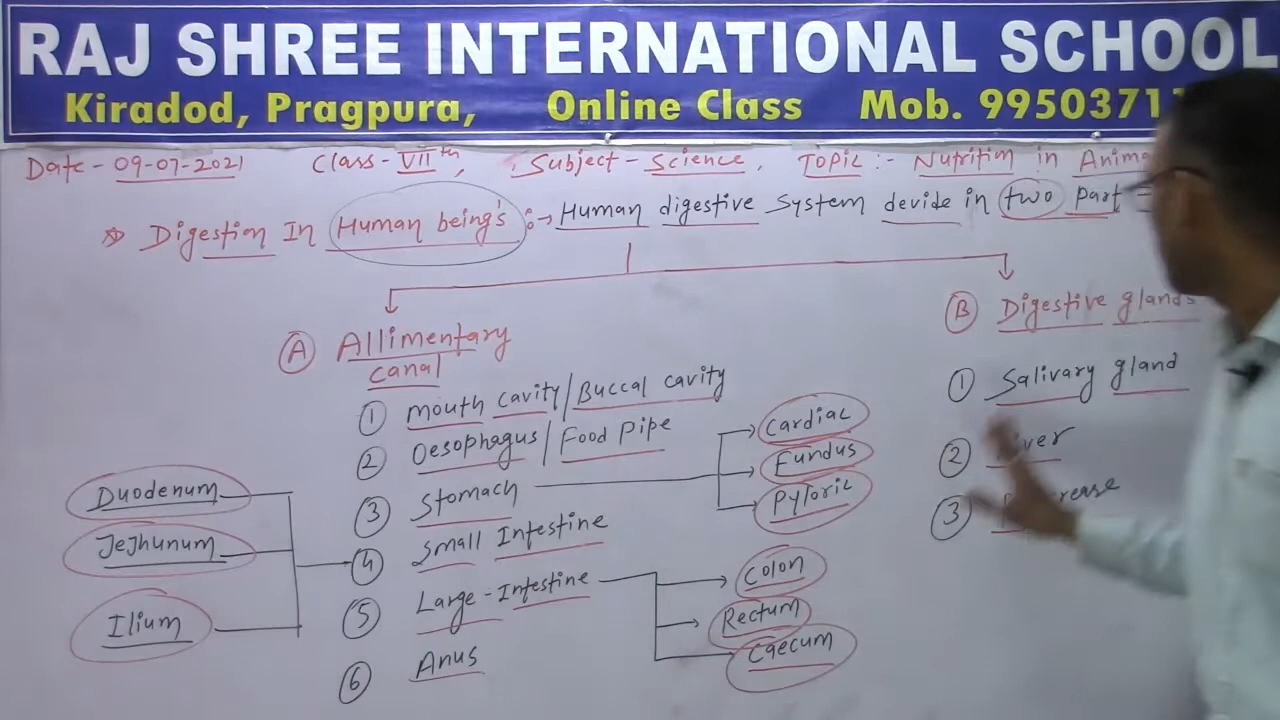 RAJ SHREE INTERNATIONAL SCHOOL
Kiradod, Pragpura, Online Class Mob. 9950371
Date - 09-07-2021 Class - VIIth, Subject - Science, Topic :- Nutrition in
Digestion In Human being's :→ Human digestive System devide in two Part
A Allimentary canal
1 Mouth cavity / Buccal cavity
2 Oesophagus / Food Pipe
3 Stomach
Cardiac
Fundus
Pyloric
4 Small Intestine
Duodenum
Jejhunum
Ilium
5 Large - Intestine
Colon
Rectum
Caecum
6 Anus
B Digestive glands
1 Salivary gland
2
3